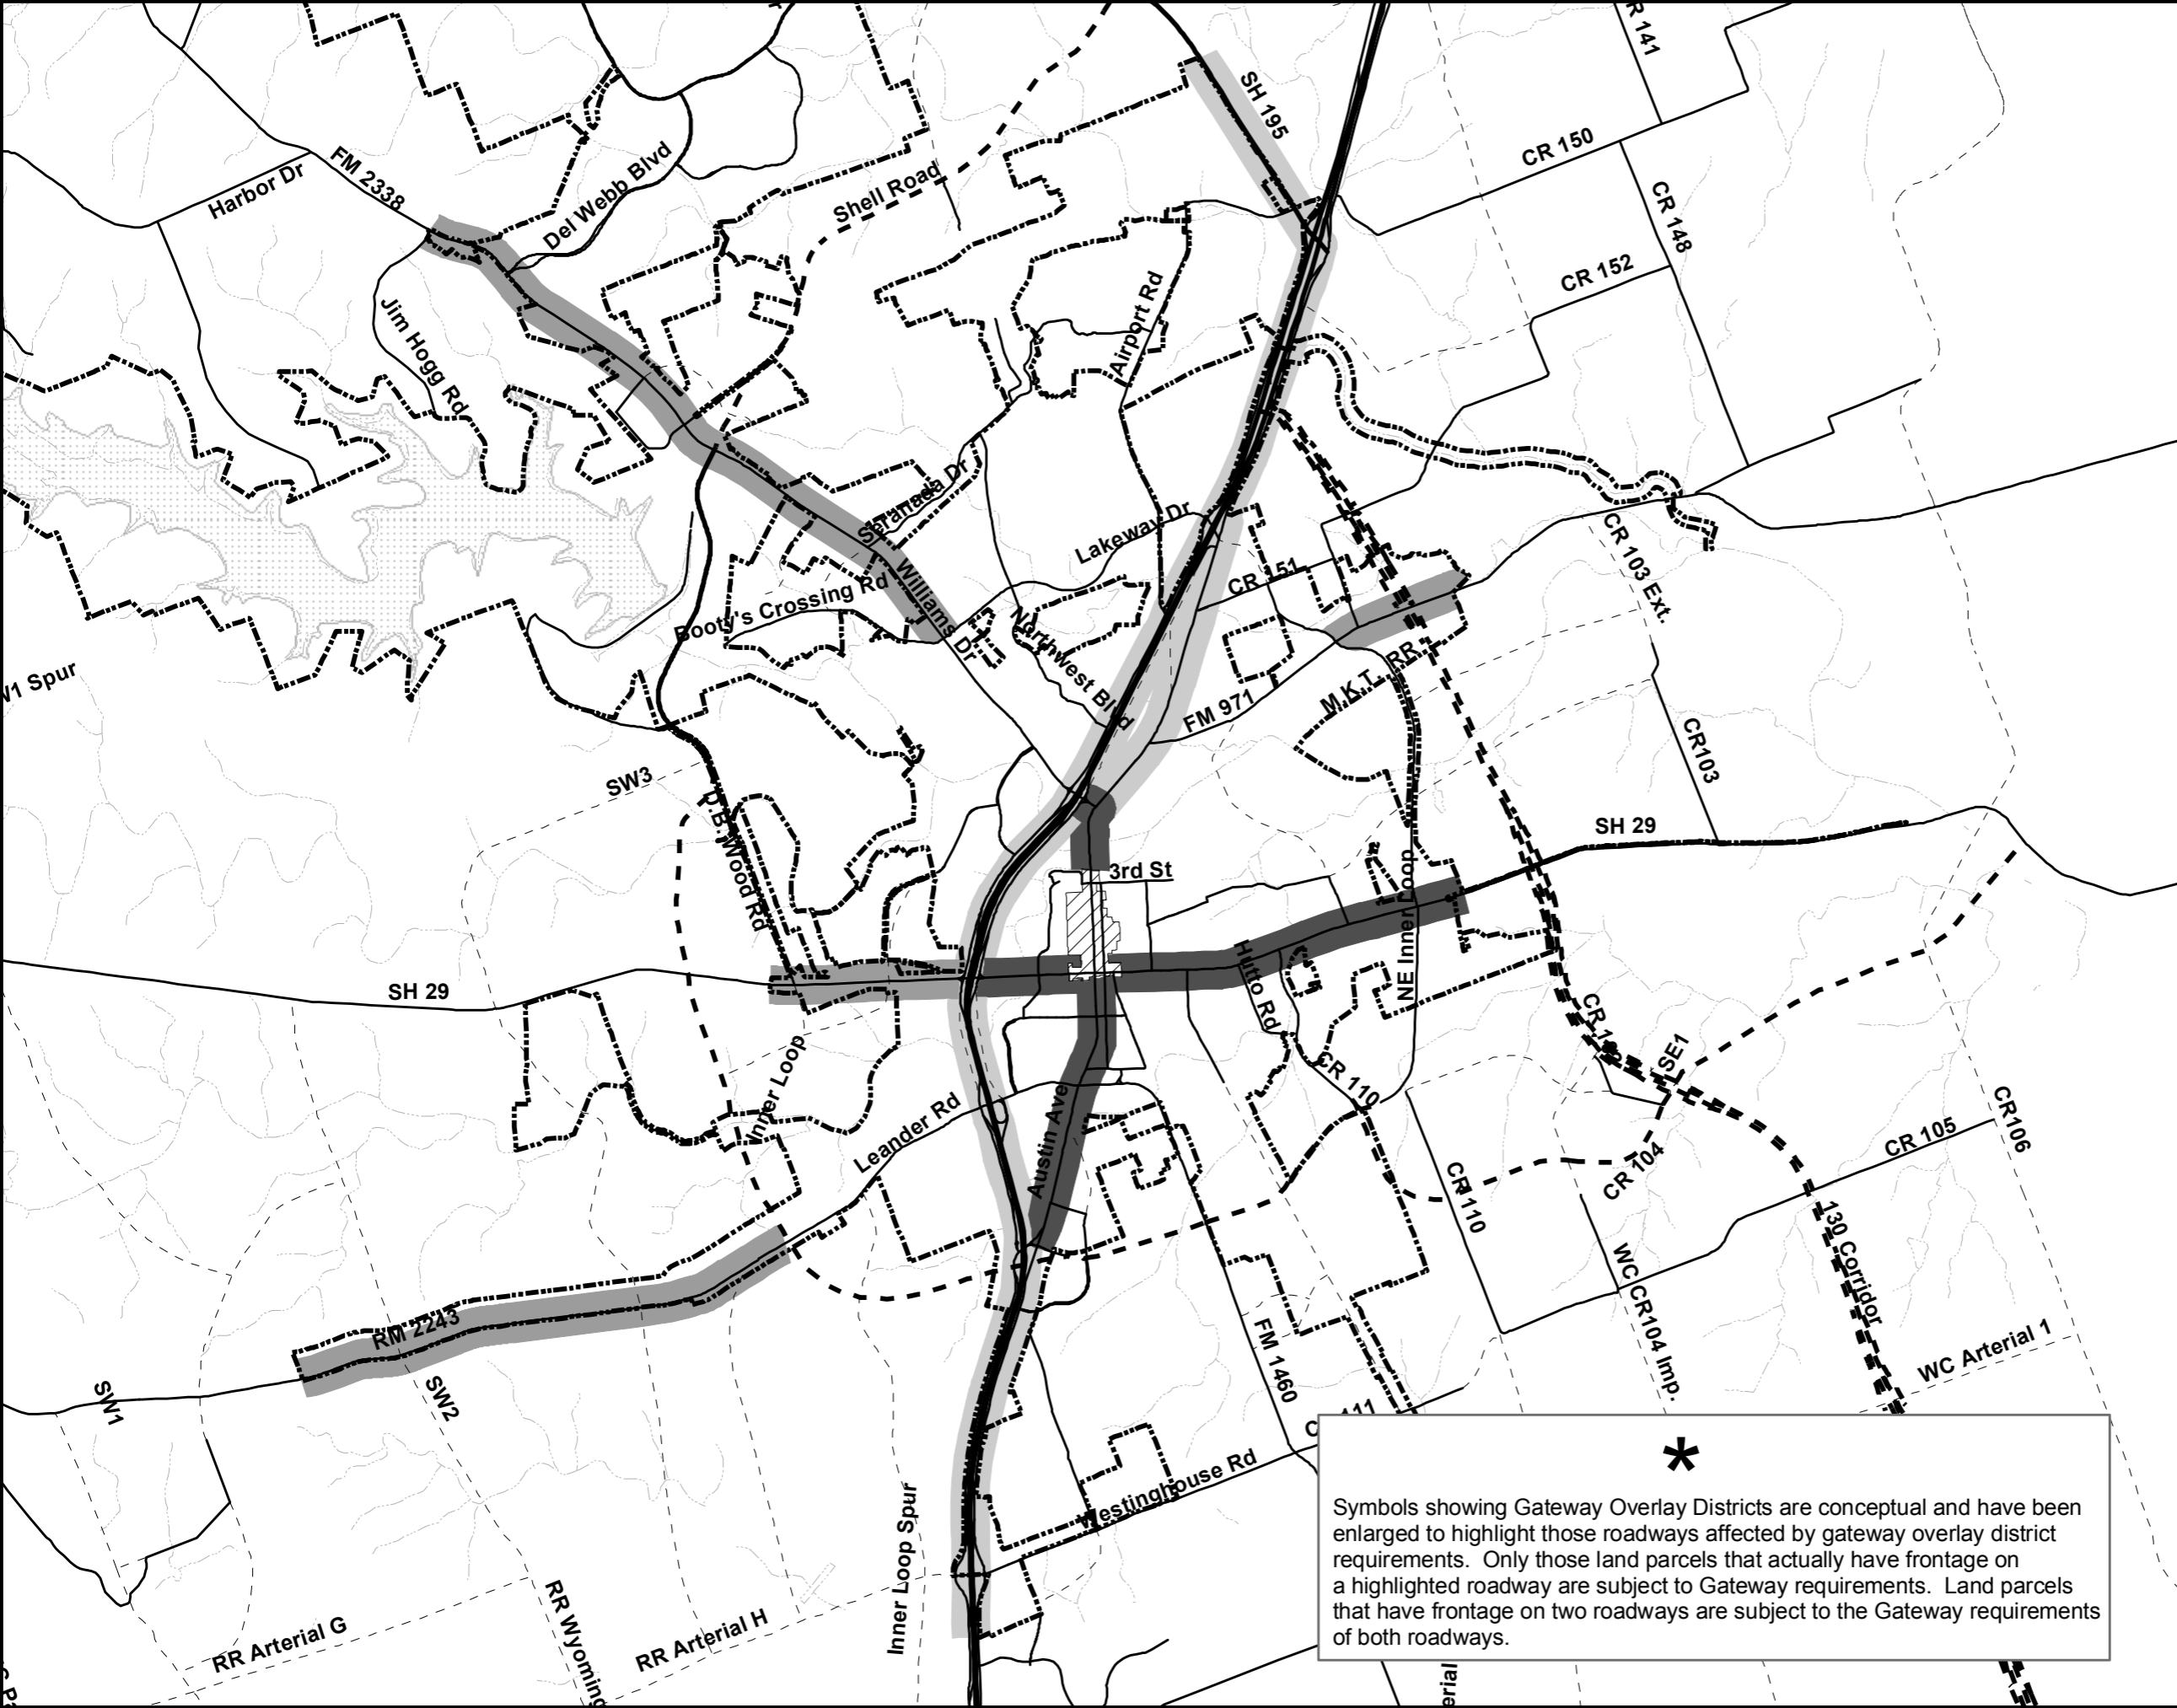 R 141
SH 195
CR 150
FM 2338
Harbor Dr
Del Webb Blvd
Shell Road
CR 148
CR 152
Airport Rd
Jim Hogg Rd
Seranada Dr
Lakeway Dr
CR 103 Ext.
CR 151
Williams Dr
Booty's Crossing Rd
Northwest Blvd
M.K.T. RR
W1 Spur
FM 971
CR103
SW3
D.B. Wood Rd
SH 29
3rd St
NE Inner Loop
Hutto Rd
SH 29
SE1
Inner Loop
CR 110
Leander Rd
CR106
CR 105
Austin Ave
CR 104
CR 110
130 Corridor
RM 2243
WC CR104 Imp.
FM 1460
WC Arterial 1
SW1
SW2
Westinghouse Rd
Inner Loop Spur
RR Arterial G
RR Wyoming
RR Arterial H
erial
*
Symbols showing Gateway Overlay Districts are conceptual and have been
enlarged to highlight those roadways affected by gateway overlay district
requirements.  Only those land parcels that actually have frontage on
a highlighted roadway are subject to Gateway requirements.  Land parcels
that have frontage on two roadways are subject to the Gateway requirements
of both roadways.